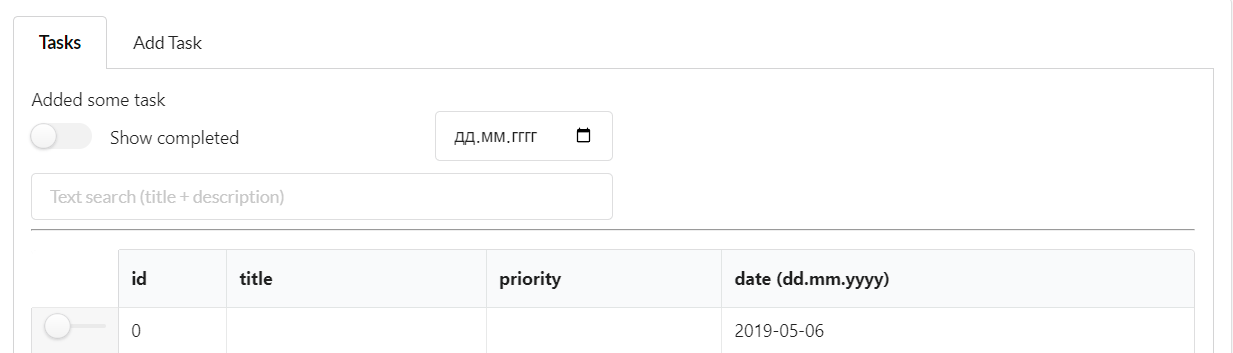 Tasks Add Task
Added some task
Show completed дд.мм.гггг
Text search (title + description)
id title priority date (dd.mm.yyyy)
0 2019-05-06